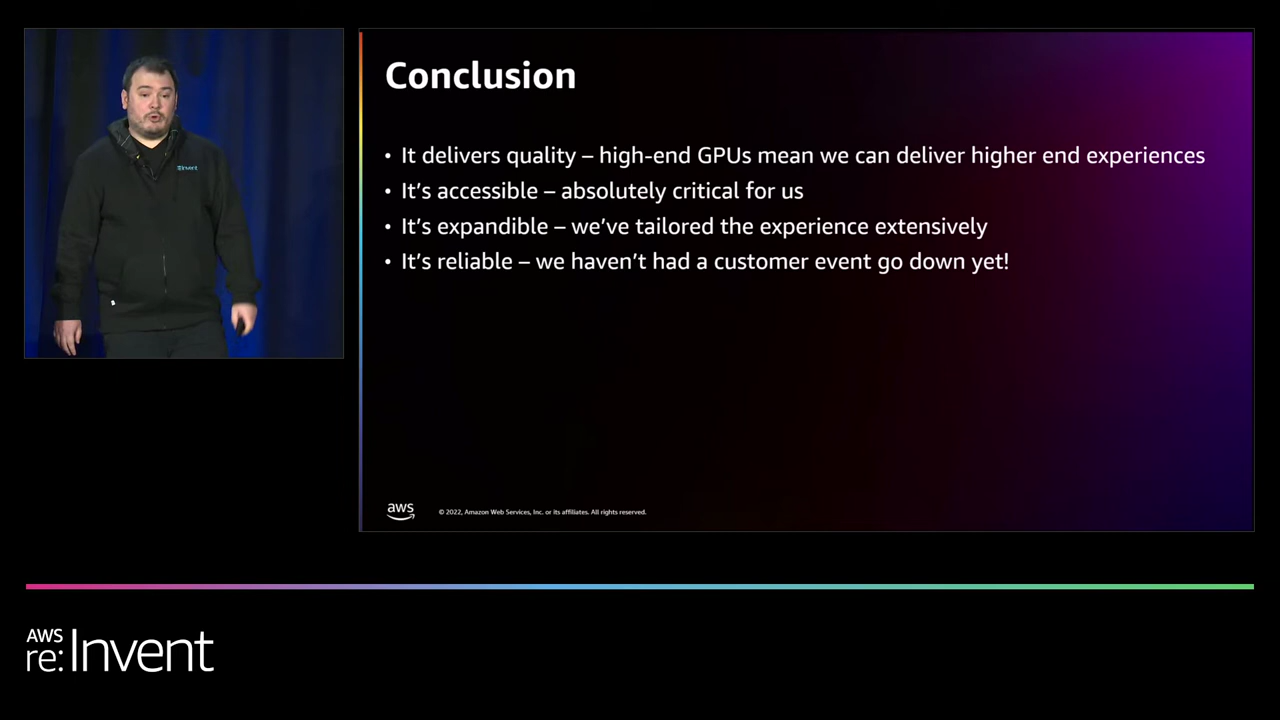 Conclusion
• It delivers quality – high-end GPUs mean we can deliver higher end experiences
• It's accessible – absolutely critical for us
• It's expandible – we've tailored the experience extensively
• It's reliable – we haven't had a customer event go down yet!
aws
© 2022, Amazon Web Services, Inc. or its affiliates. All rights reserved.
AWS
re:Invent